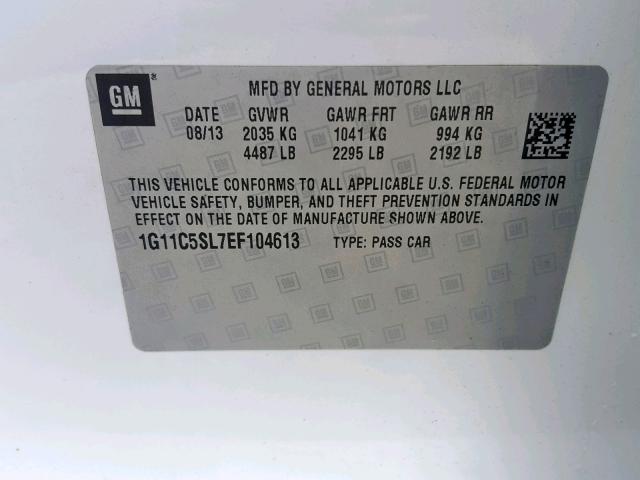 GM
MFD BY GENERAL MOTORS LLC
DATE GVWR GAWR FRT GAWR RR
08/13 2035 KG 1041 KG 994 KG
4487 LB 2295 LB 2192 LB
THIS VEHICLE CONFORMS TO ALL APPLICABLE U.S. FEDERAL MOTOR
VEHICLE SAFETY, BUMPER, AND THEFT PREVENTION STANDARDS IN
EFFECT ON THE DATE OF MANUFACTURE SHOWN ABOVE.
1G11C5SL7EF104613 TYPE: PASS CAR